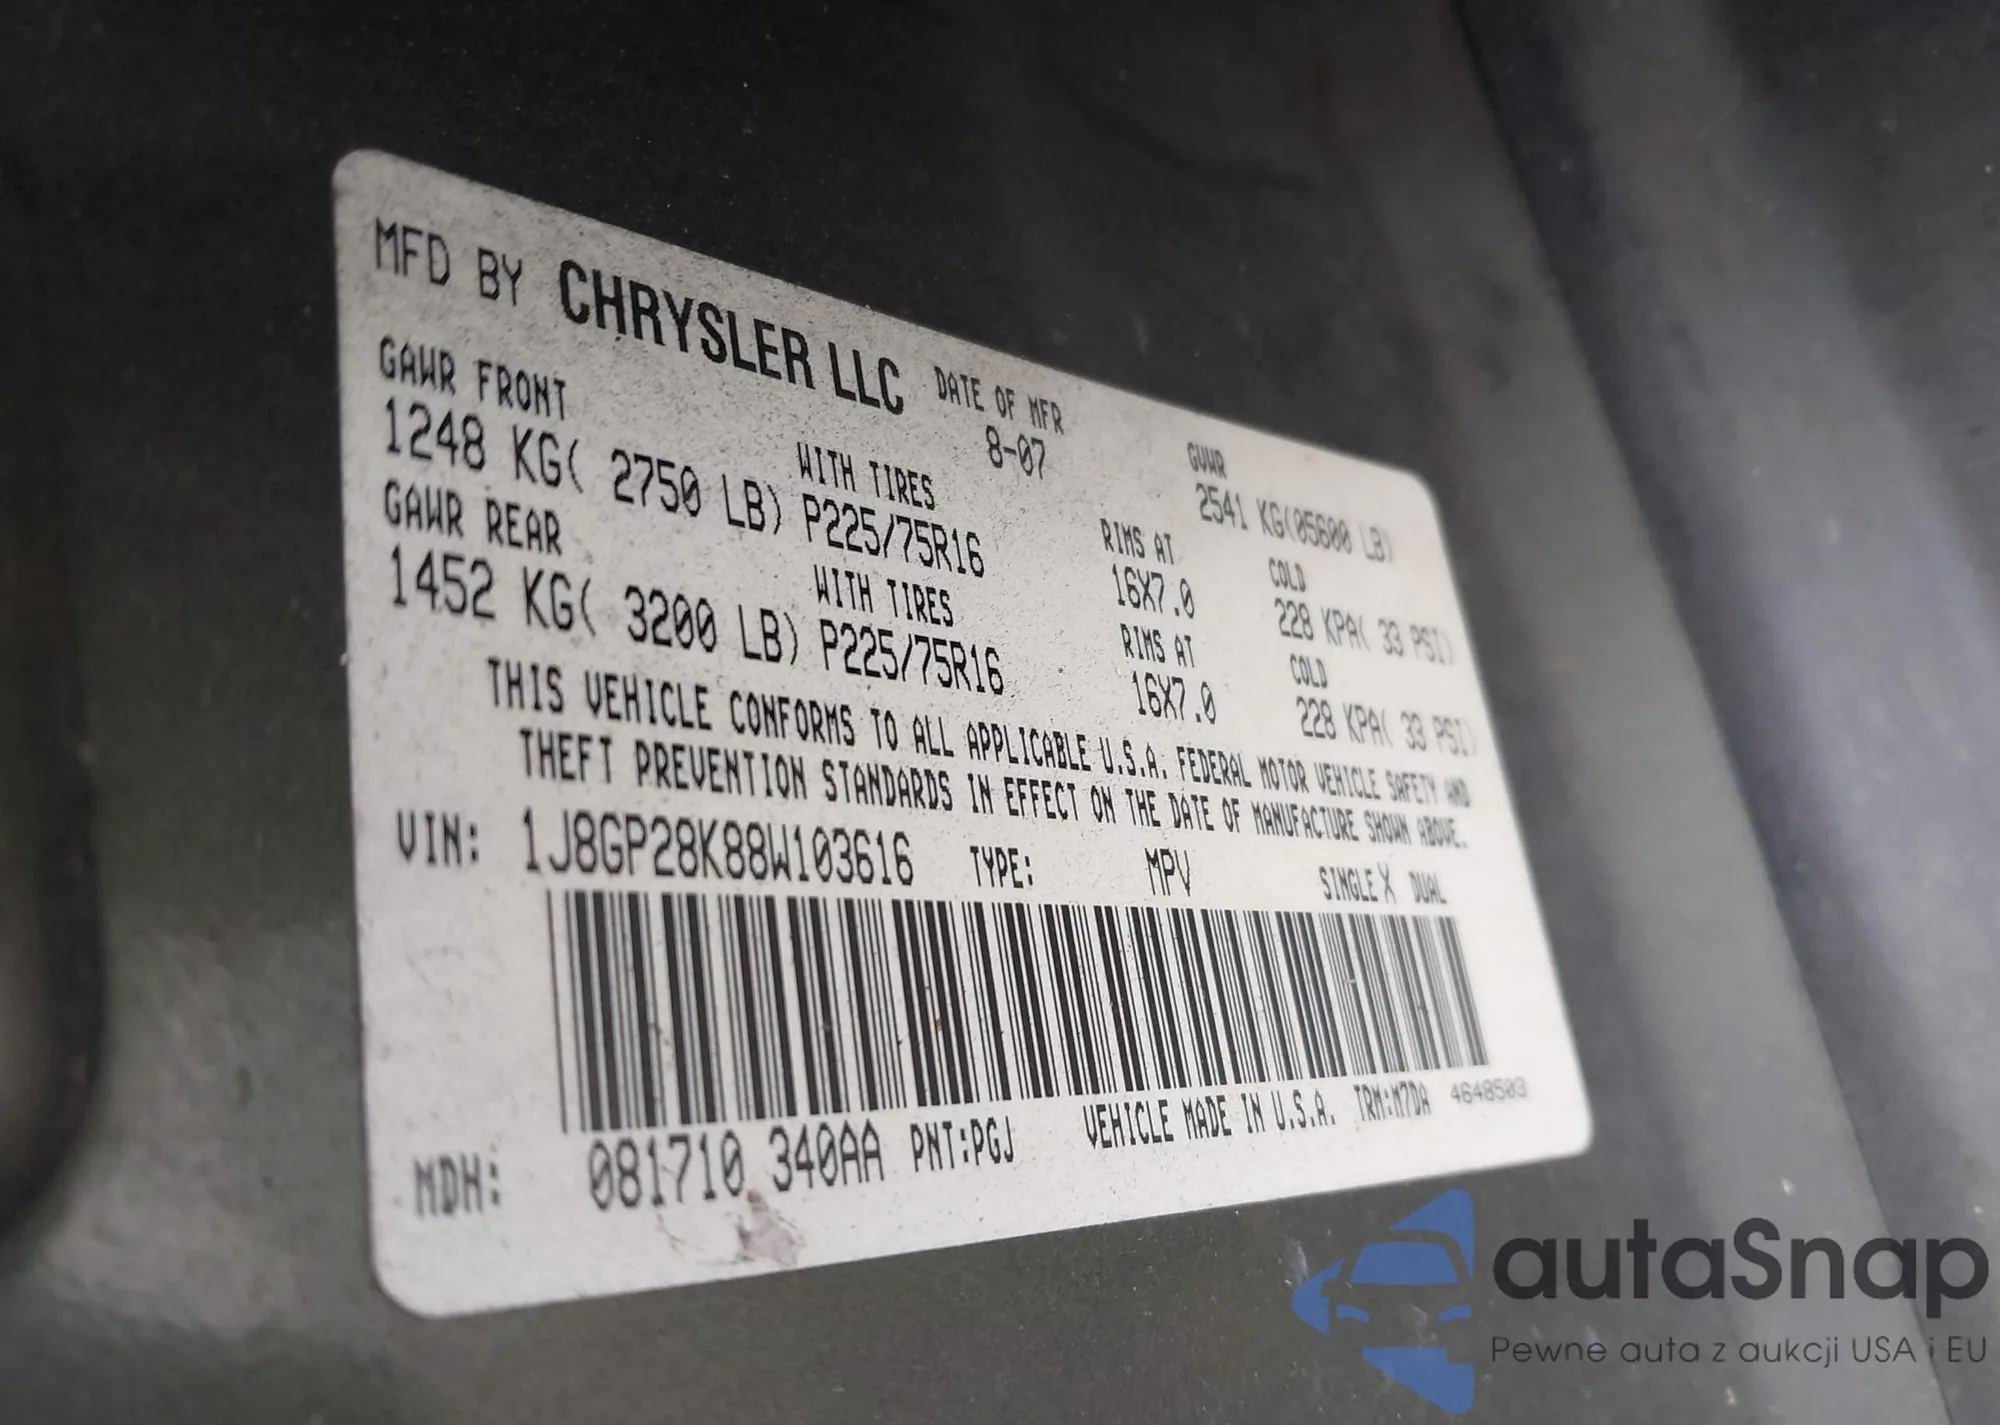 MFD BY CHRYSLER LLC DATE OF MFR GVWR
8-07 2541 KG(05600 LB)
GAWR FRONT WITH TIRES RIMS AT COLD
1248 KG( 2750 LB) P225/75R16 16X7.0 228 KPA( 33 PSI)
GAWR REAR WITH TIRES RIMS AT COLD
1452 KG( 3200 LB) P225/75R16 16X7.0 228 KPA( 33 PSI)
THIS VEHICLE CONFORMS TO ALL APPLICABLE U.S.A. FEDERAL MOTOR VEHICLE SAFETY AND
THEFT PREVENTION STANDARDS IN EFFECT ON THE DATE OF MANUFACTURE SHOWN ABOVE.
VIN: 1J8GP28K88W103616 TYPE: MPV SINGLE X DUAL
MDH: 081710 340AA PNT:PGJ VEHICLE MADE IN U.S.A. TRM:M7DA 4648503
autaSnap
Pewne auta z aukcji USA i EU